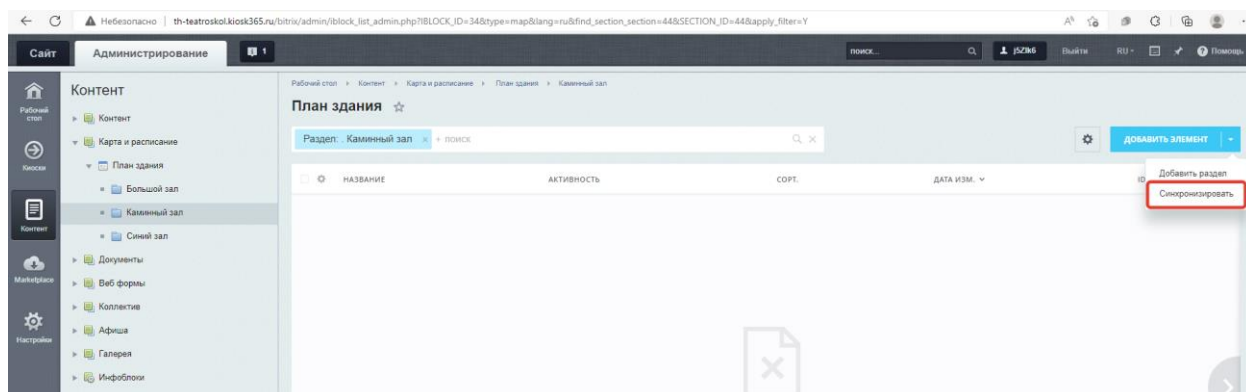 Небезопасно | th-teatroskol.kiosk365.ru/bitrix/admin/iblock_list_admin.php?IBLOCK_ID=34&type=map&lang=ru&find_section_section=44&SECTION_ID=44&apply_filter=Y
Сайт Администрирование 1 поиск... j5ZIk6 Выйти RU Помощь
Рабочий стол
Киоски
Контент
Marketplace
Настройки
Контент
Контент
Карта и расписание
План здания
Большой зал
Каминный зал
Синий зал
Документы
Веб формы
Коллектив
Афиша
Галерея
Инфоблоки
Рабочий стол Контент Карта и расписание План здания Каминный зал
План здания
Раздел: . Каминный зал × + поиск
ДОБАВИТЬ ЭЛЕМЕНТ
Добавить раздел
Синхронизировать
НАЗВАНИЕ АКТИВНОСТЬ СОРТ. ДАТА ИЗМ. ID